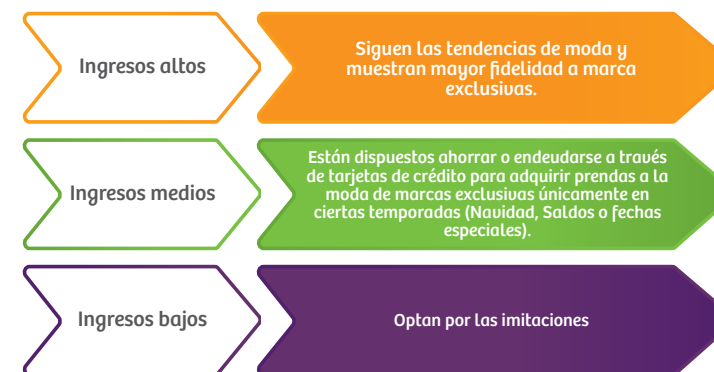 Ingresos altos
Siguen las tendencias de moda y
muestran mayor fidelidad a marca
exclusivas.
Ingresos medios
Están dispuestos ahorrar o endeudarse a través
de tarjetas de crédito para adquirir prendas a la
moda de marcas exclusivas únicamente en
ciertas temporadas (Navidad, Saldos o fechas
especiales).
Ingresos bajos
Optan por las imitaciones